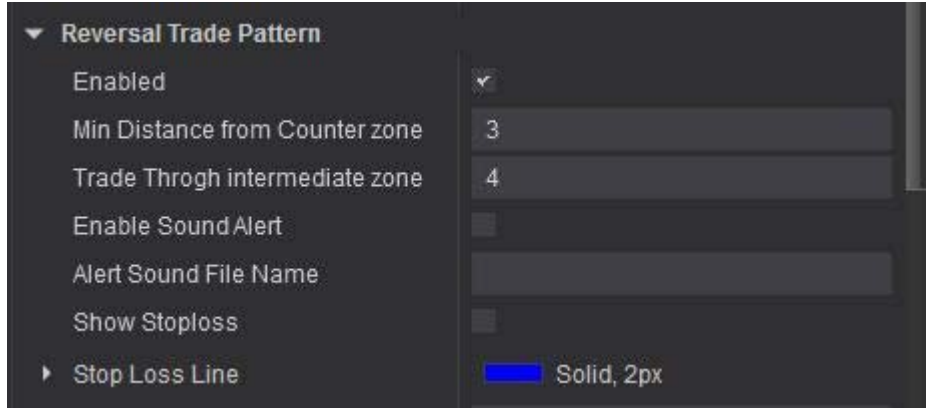 Reversal Trade Pattern
Enabled
Min Distance from Counter zone 3
Trade Throgh intermediate zone 4
Enable Sound Alert
Alert Sound File Name
Show Stoploss
Stop Loss Line Solid, 2px